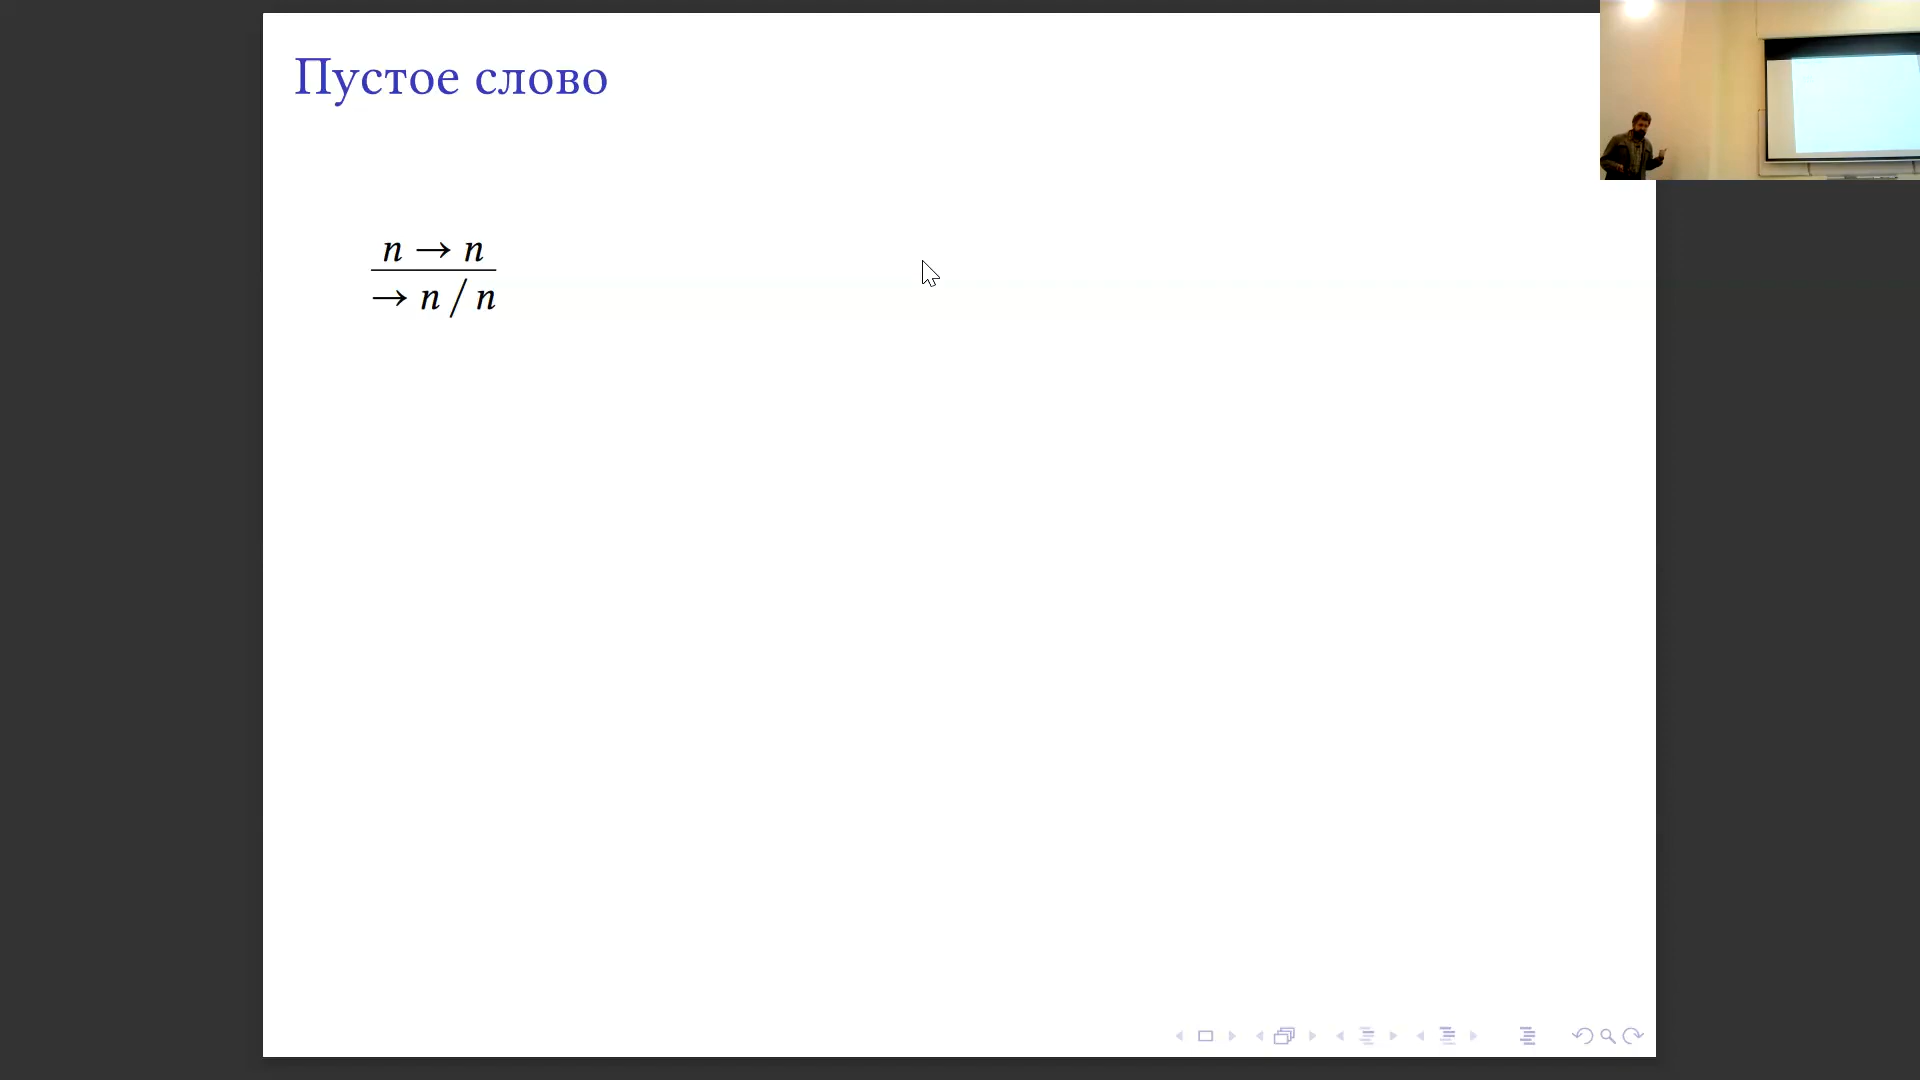 Пустое слово
n → n
→ n / n